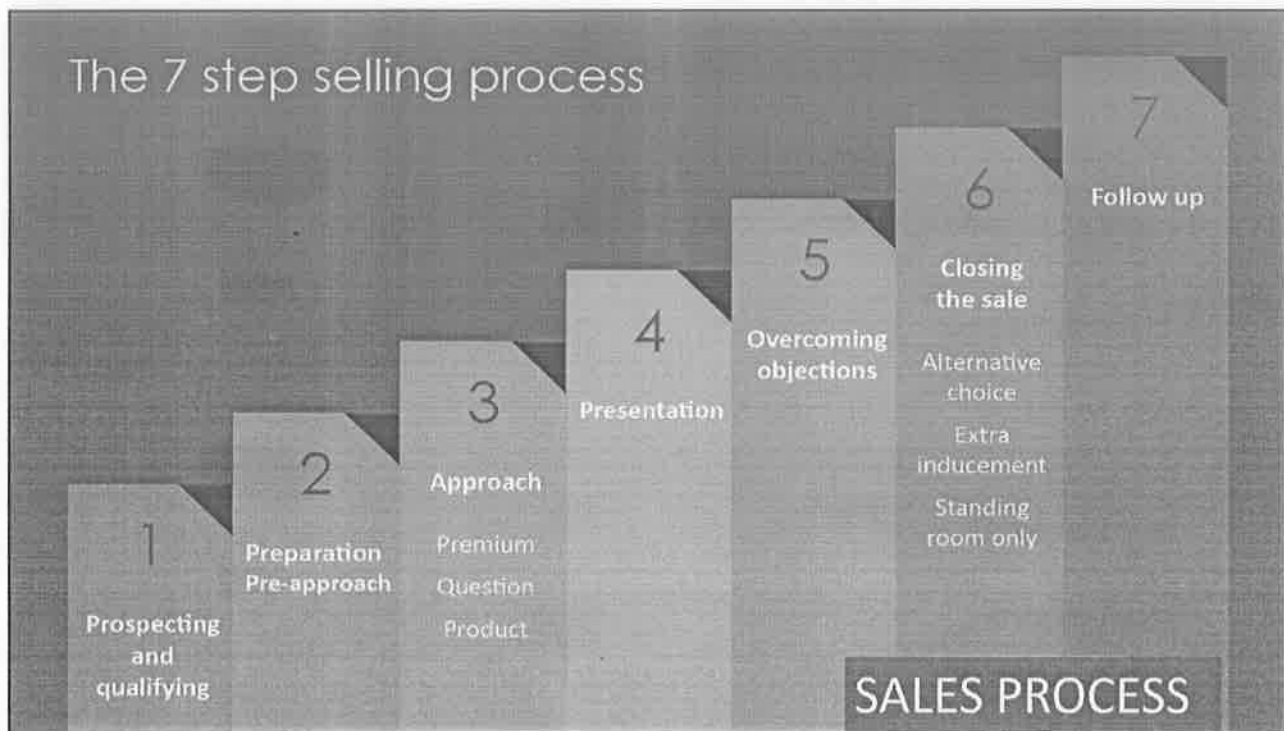 The 7 step selling process
1
Prospecting
and
qualifying
2
Preparation
Pre-approach
3
Approach
Premium
Question
Product
4
Presentation
5
Overcoming
objections
6
Closing
the sale
Alternative
choice
Extra
inducement
Standing
room only
7
Follow up
SALES PROCESS